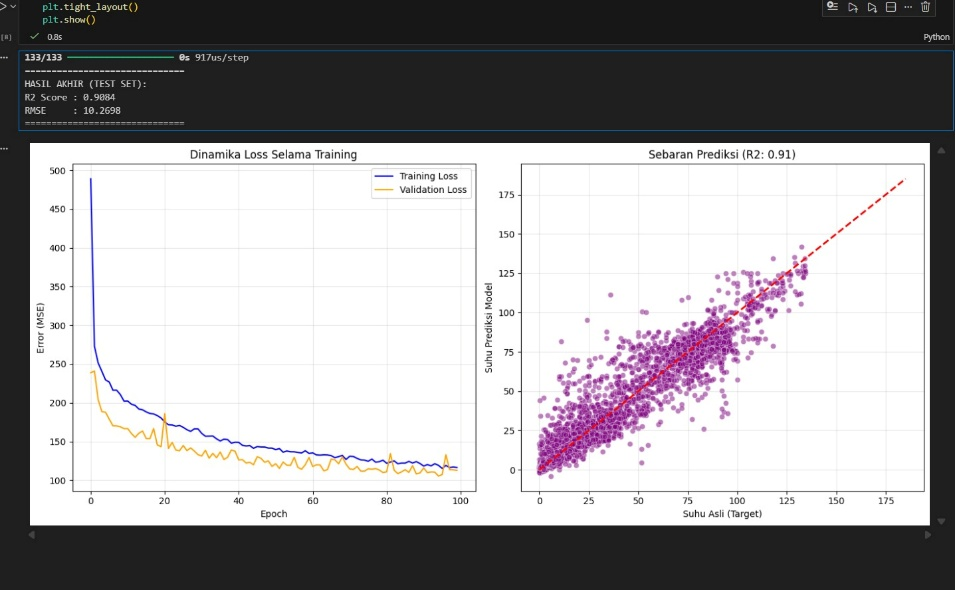 plt.tight_layout()
plt.show()
[8]
0.8s
Python
133/133 0s 917us/step
==============================
HASIL AKHIR (TEST SET):
R2 Score : 0.9084
RMSE     : 10.2698
==============================
Dinamika Loss Selama Training
Training Loss
Validation Loss
500
450
400
350
300
250
200
150
100
Error (MSE)
0 20 40 60 80 100
Epoch
Sebaran Prediksi (R2: 0.91)
175
150
125
100
75
50
25
0
Suhu Prediksi Model
0 25 50 75 100 125 150 175
Suhu Asli (Target)